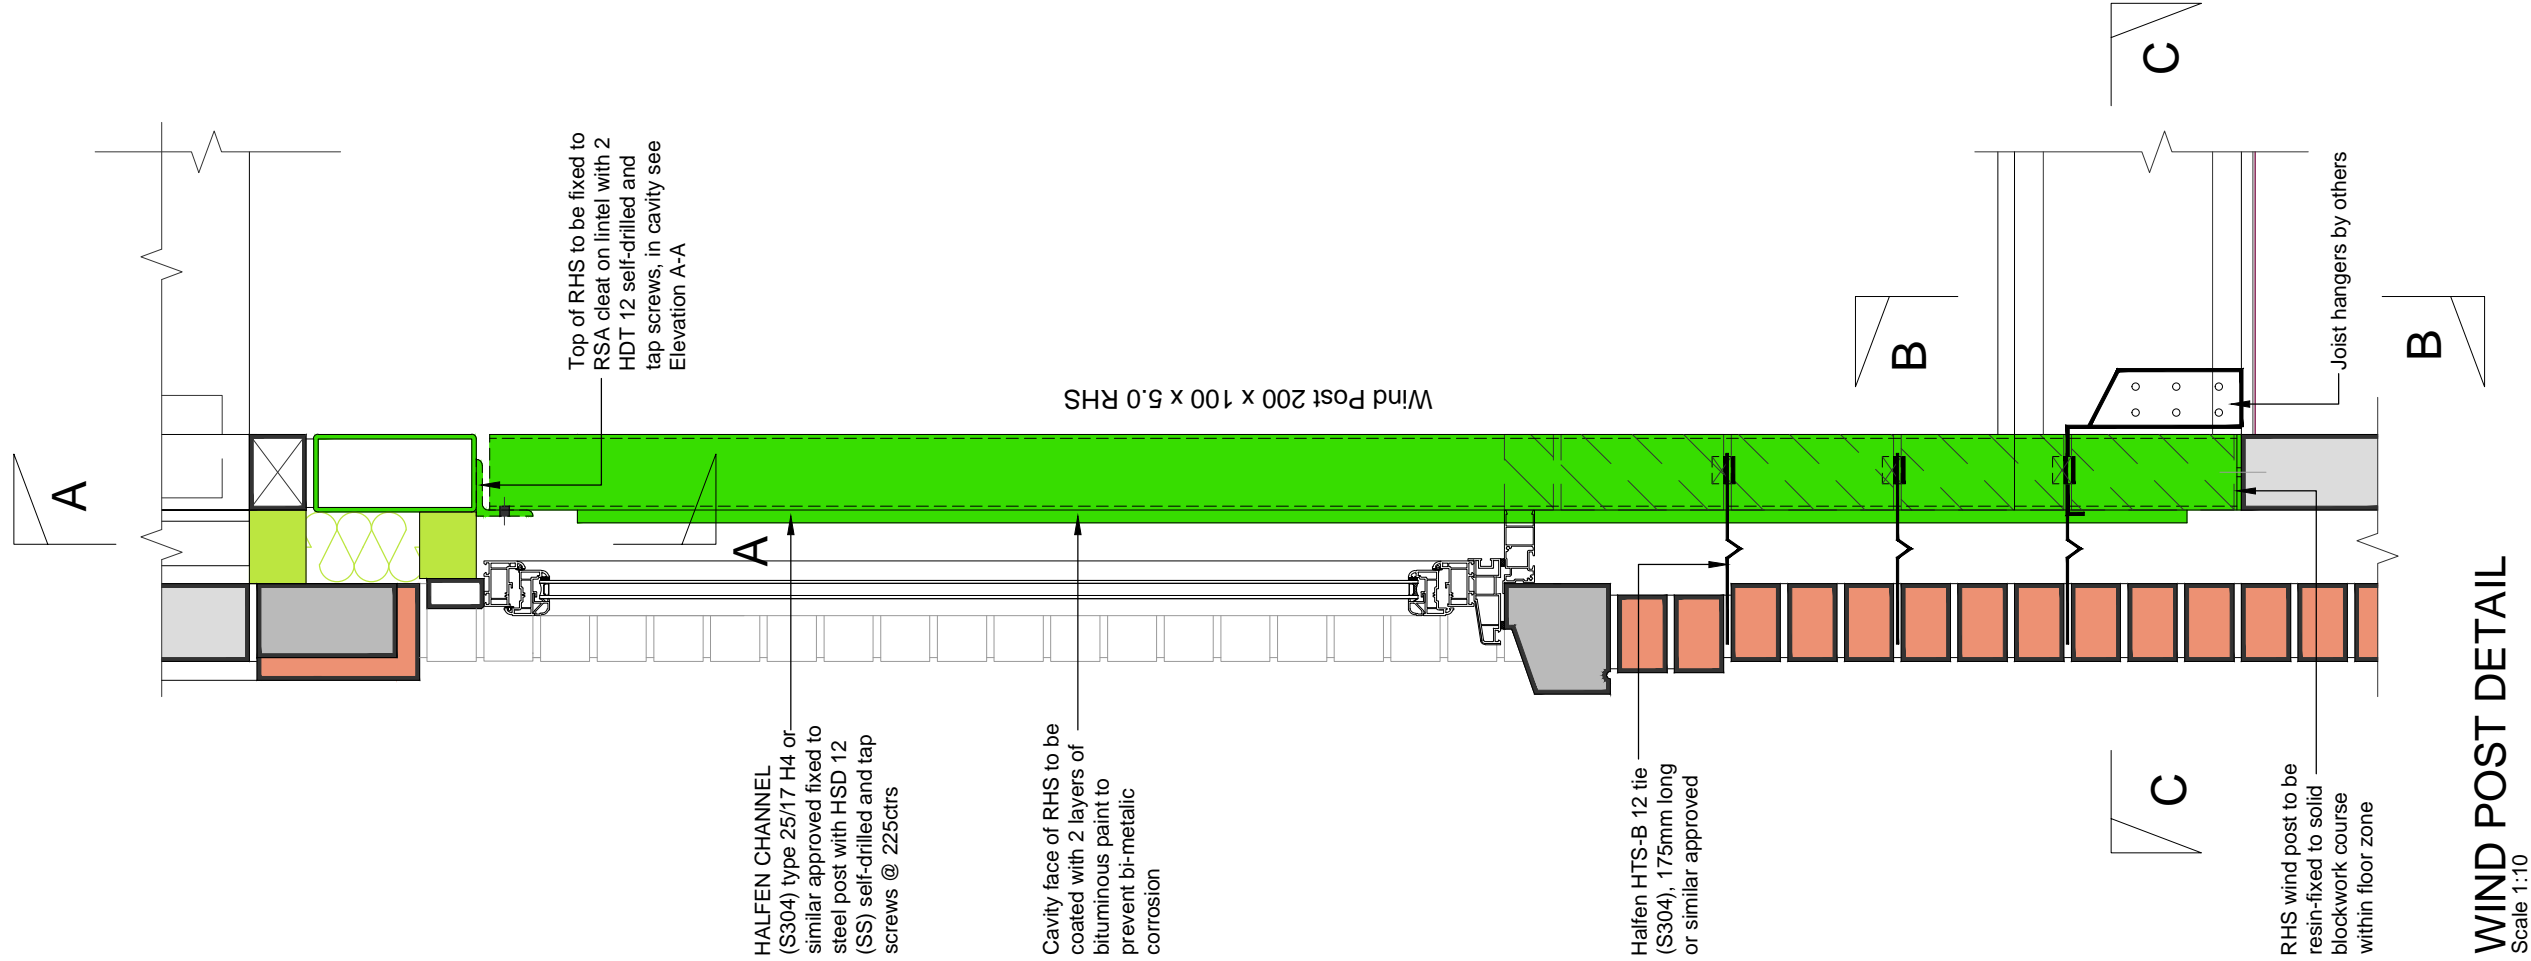 A
A
Top of RHS to be fixed to
RSA cleat on lintel with 2
HDT 12 self-drilled and
tap screws, in cavity see
Elevation A-A
HALFEN CHANNEL
(S304) type 25/17 H4 or
similar approved fixed to
steel post with HSD 12
(SS) self-drilled and tap
screws @ 225ctrs
Cavity face of RHS to be
coated with 2 layers of
bituminous paint to
prevent bi-metalic
corrosion
Wind Post 200 x 100 x 5.0 RHS
Halfen HTS-B 12 tie
(S304), 175mm long
or similar approved
B
B
C
C
Joist hangers by others
RHS wind post to be
resin-fixed to solid
blockwork course
within floor zone
WIND POST DETAIL
Scale 1:10